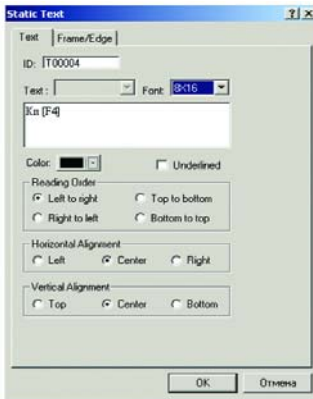 Static Text
Text Frame/Edge
ID: T00004
Text : Font: 8X16
Кп [F4]
Color: Underlined
Reading Order
Left to right Top to bottom
Right to left Bottom to top
Horizontal Alignment
Left Center Right
Vertical Alignment
Top Center Bottom
OK Отмена